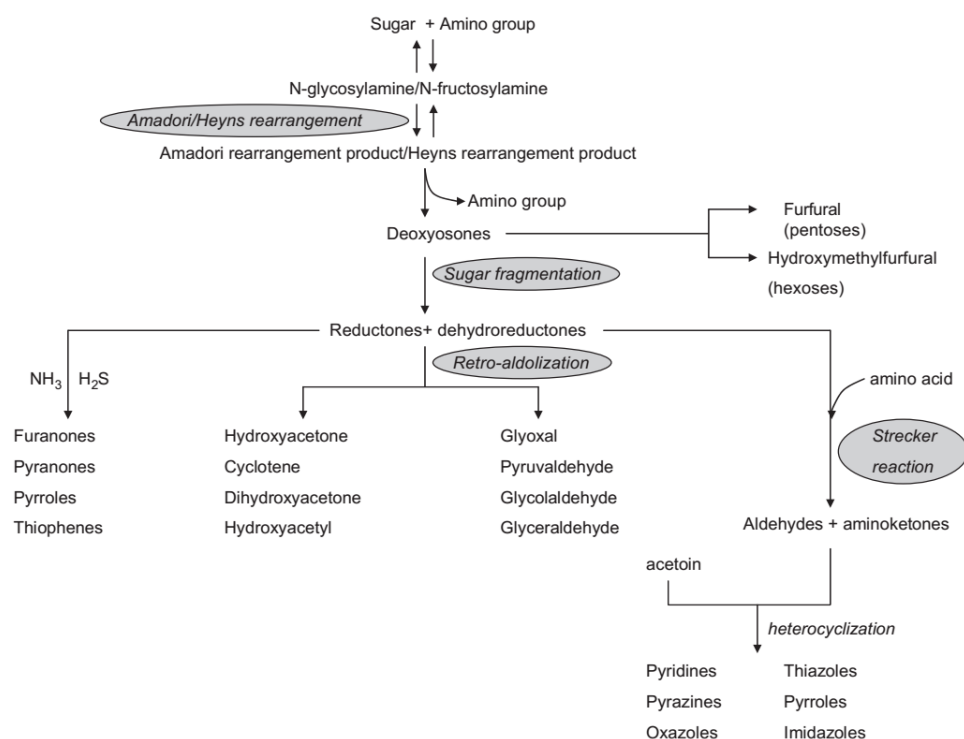 Sugar + Amino group
N-glycosylamine/N-fructosylamine
Amadori/Heyns rearrangement
Amadori rearrangement product/Heyns rearrangement product
Amino group
Deoxyosones
Furfural
(pentoses)
Hydroxymethylfurfural
(hexoses)
Sugar fragmentation
Reductones+ dehydroreductones
Retro-aldolization
NH3 H2S
amino acid
Furanones
Pyranones
Pyrroles
Thiophenes
Hydroxyacetone
Cyclotene
Dihydroxyacetone
Hydroxyacetyl
Glyoxal
Pyruvaldehyde
Glycolaldehyde
Glyceraldehyde
Strecker
reaction
Aldehydes + aminoketones
acetoin
heterocyclization
Pyridines
Pyrazines
Oxazoles
Thiazoles
Pyrroles
Imidazoles